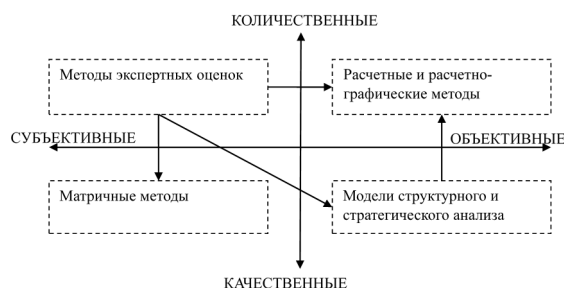 КОЛИЧЕСТВЕННЫЕ
Методы экспертных оценок
Расчетные и расчетно-
графические методы
СУБЪЕКТИВНЫЕ
ОБЪЕКТИВНЫЕ
Матричные методы
Модели структурного и
стратегического анализа
КАЧЕСТВЕННЫЕ